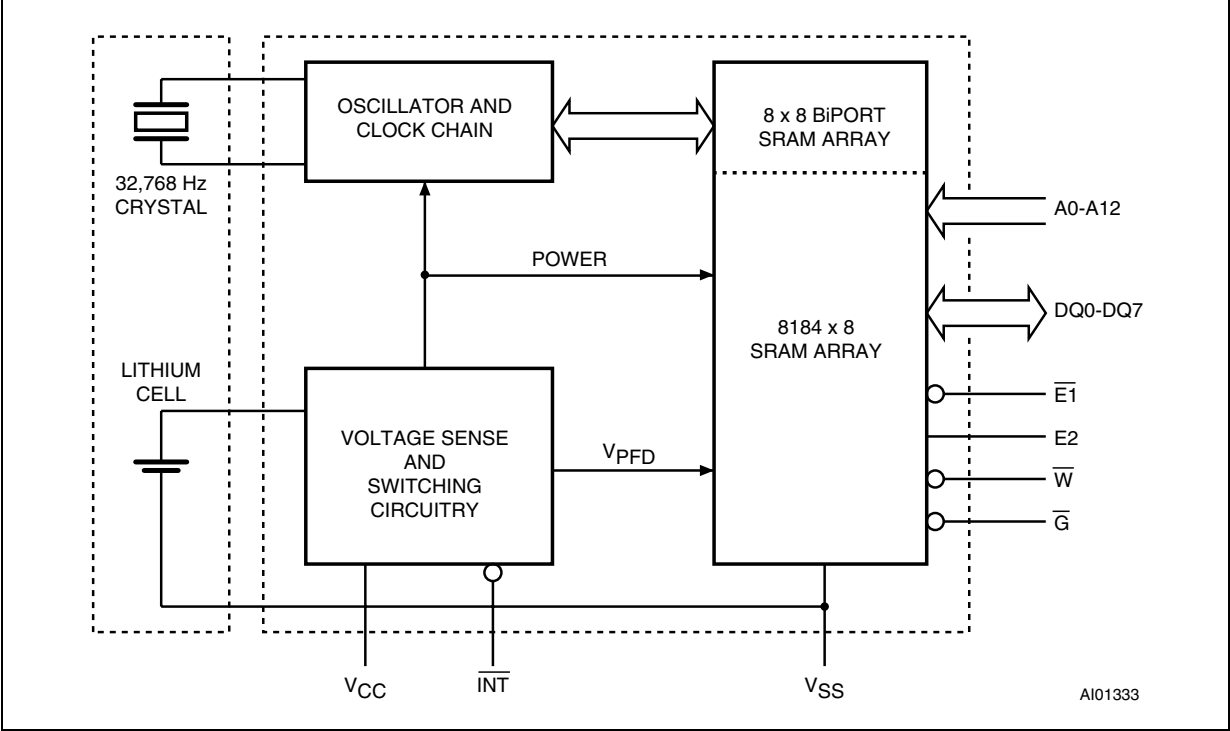 OSCILLATOR AND
CLOCK CHAIN
8 x 8 BiPORT
SRAM ARRAY
32,768 Hz
CRYSTAL
A0-A12
POWER
DQ0-DQ7
8184 x 8
SRAM ARRAY
LITHIUM
CELL
E1
VOLTAGE SENSE
AND
SWITCHING
CIRCUITRY
VPFD
E2
W
G
VCC
INT
VSS
AI01333